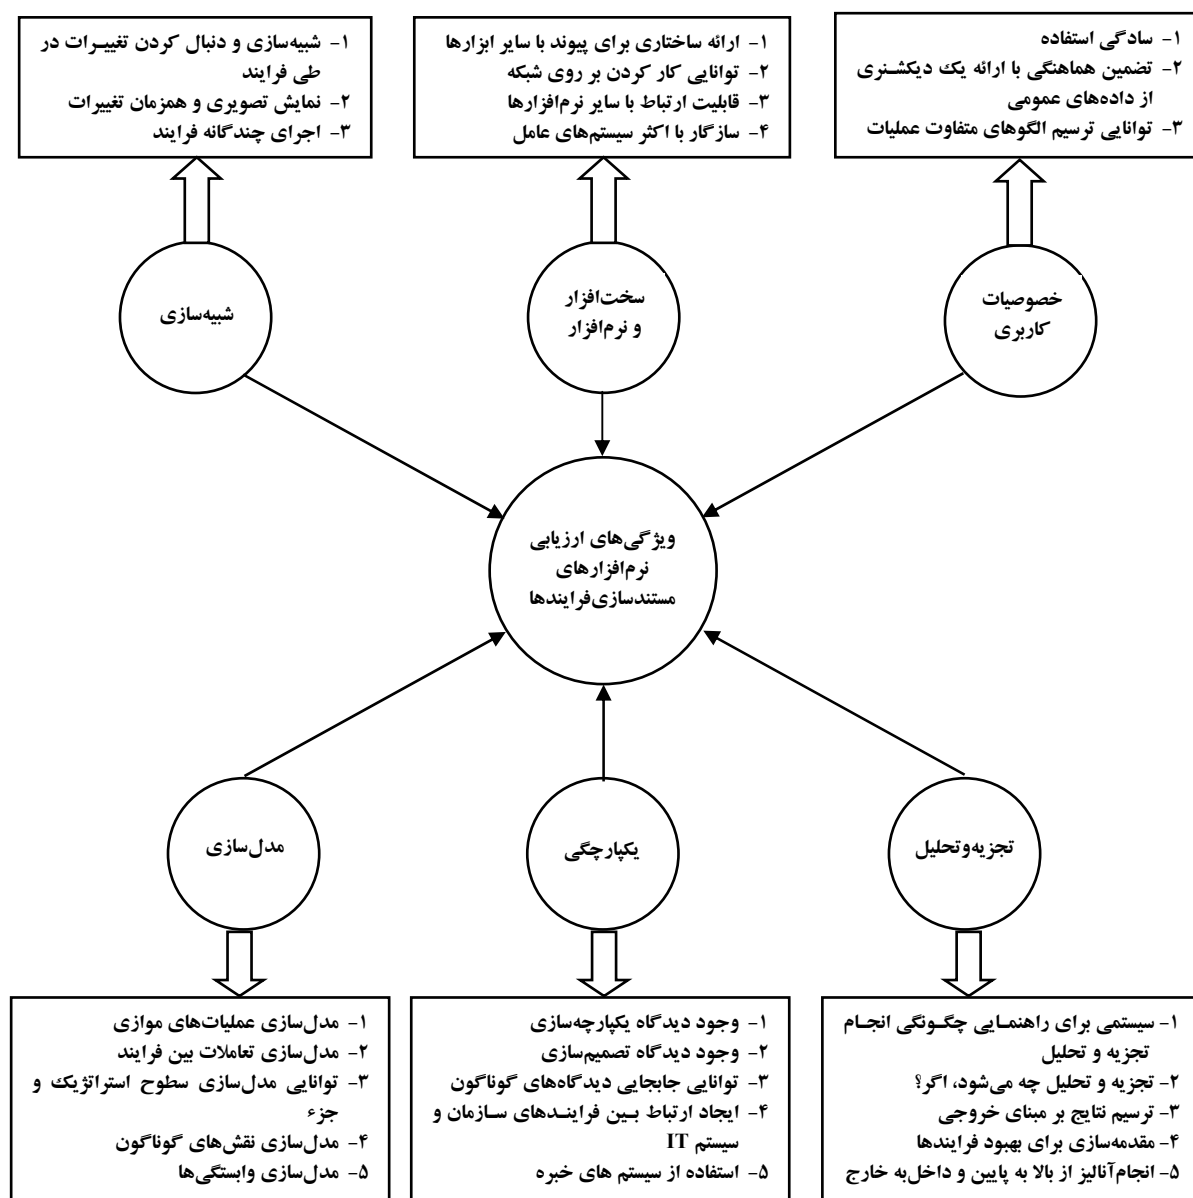 ۱- سادگی استفاده
۲- تضمین هماهنگی با ارائه یک دیکشنری
از داده‌های عمومی
۳- توانایی ترسیم الگوهای متفاوت عملیات
۱- ارائه ساختاری برای پیوند با سایر ابزارها
۲- توانایی کار کردن بر روی شبکه
۳- قابلیت ارتباط با سایر نرم‌افزارها
۴- سازگار با اکثر سیستم‌های عامل
۱- شبیه‌سازی و دنبال کردن تغییرات در
طی فرایند
۲- نمایش تصویری و همزمان تغییرات
۳- اجرای چندگانه فرایند
خصوصیات
کاربری
سخت‌افزار
و نرم‌افزار
شبیه‌سازی
ویژگی‌های ارزیابی
نرم‌افزارهای
مستندسازی‌فرایندها
تجزیه‌وتحلیل
یکپارچگی
مدل‌سازی
۱- سیستمی برای راهنمایی چگونگی انجام
تجزیه و تحلیل
۲- تجزیه و تحلیل چه می‌شود، اگر؟
۳- ترسیم نتایج بر مبنای خروجی
۴- مقدمه‌سازی برای بهبود فرایندها
۵- انجام‌آنالیز از بالا به پایین و داخل‌به خارج
۱- وجود دیدگاه یکپارچه‌سازی
۲- وجود دیدگاه تصمیم‌سازی
۳- توانایی جابجایی دیدگاه‌های گوناگون
۴- ایجاد ارتباط بین فرایندهای سازمان و
سیستم IT
۵- استفاده از سیستم های خبره
۱- مدل‌سازی عملیات‌های موازی
۲- مدل‌سازی تعاملات بین فرایند
۳- توانایی مدل‌سازی سطوح استراتژیک و
جزء
۴- مدل‌سازی نقش‌های گوناگون
۵- مدل‌سازی وابستگی‌ها